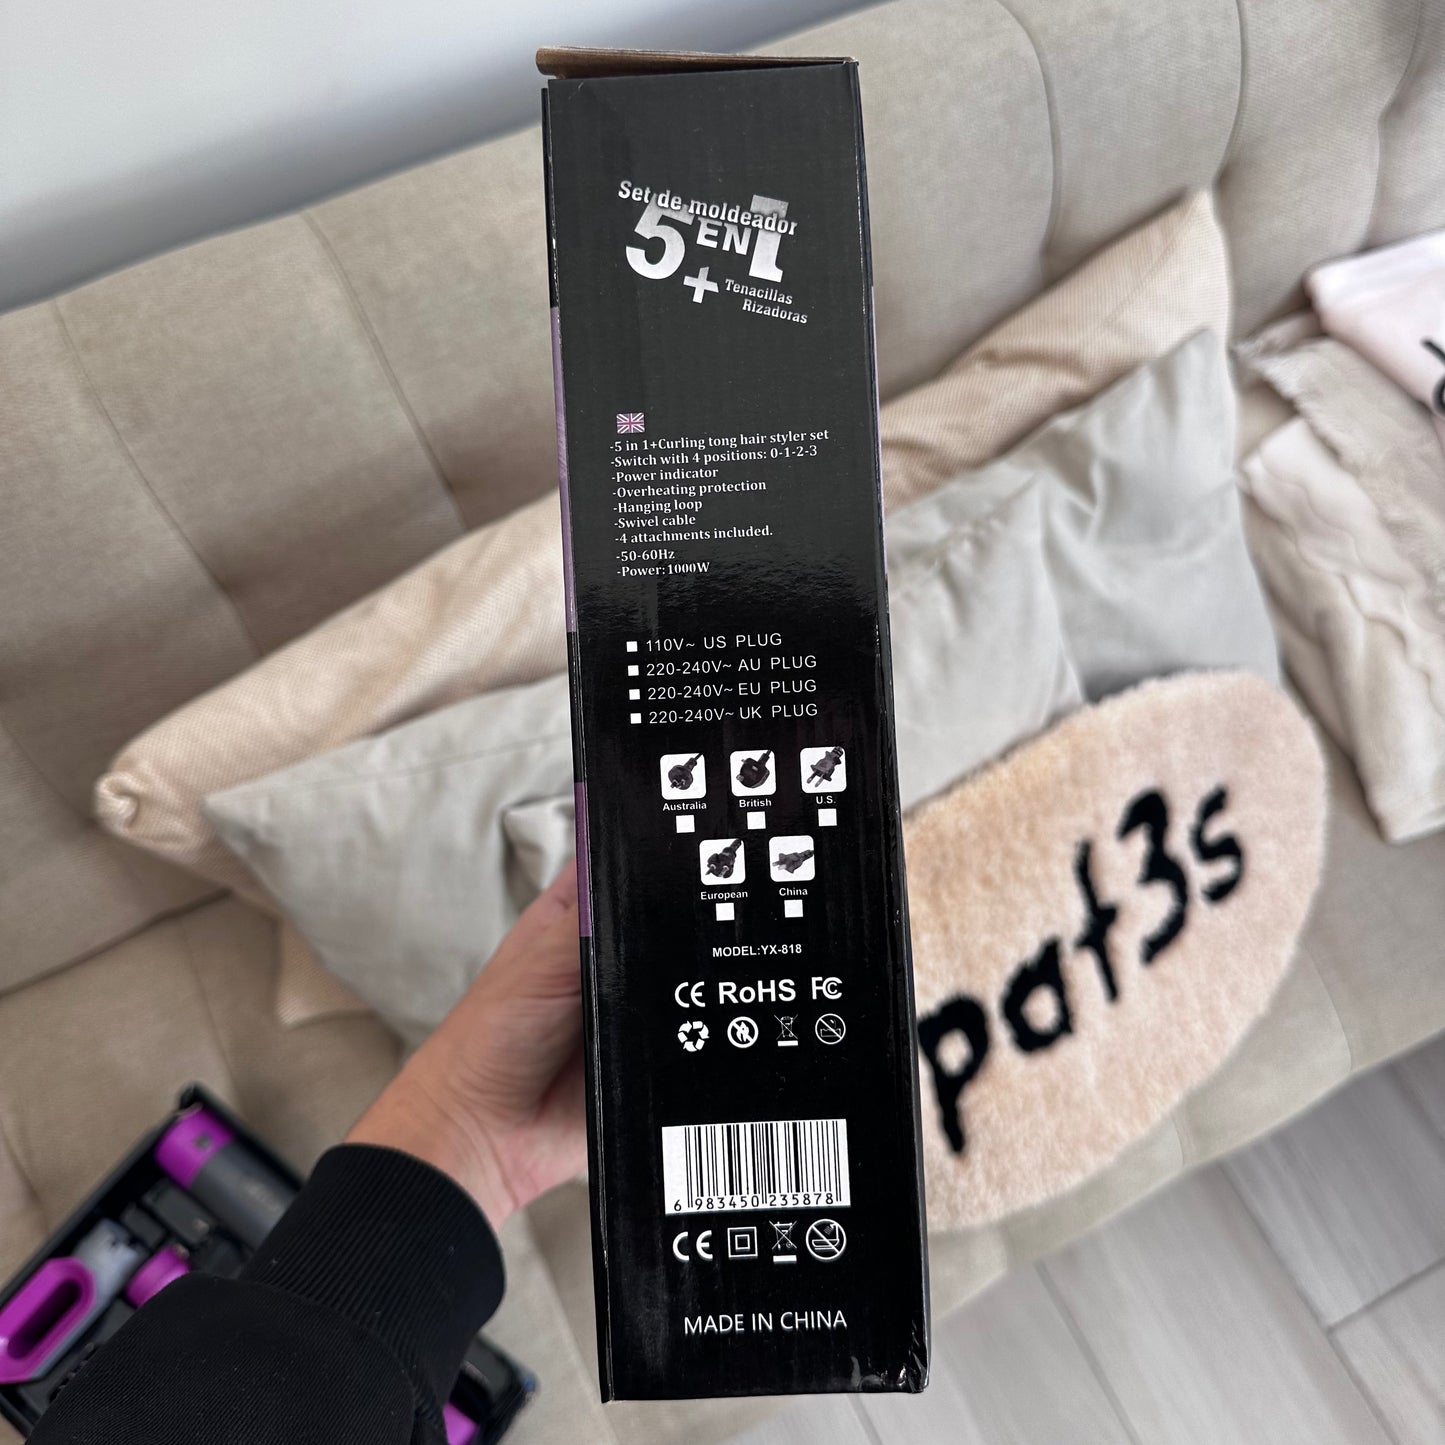 Set de moldeador
5 EN 1
+ Tenacillas
Rizadoras
-5 in 1+Curling tong hair styler set
-Switch with 4 positions: 0-1-2-3
-Power indicator
-Overheating protection
-Hanging loop
-Swivel cable
-4 attachments included.
-50-60Hz
-Power:1000W
110V~ US PLUG
220-240V~ AU PLUG
220-240V~ EU PLUG
220-240V~ UK PLUG
Australia British U.S.
European China
MODEL:YX-818
CE RoHS FC
6 983450 235878
CE
MADE IN CHINA
pat3s